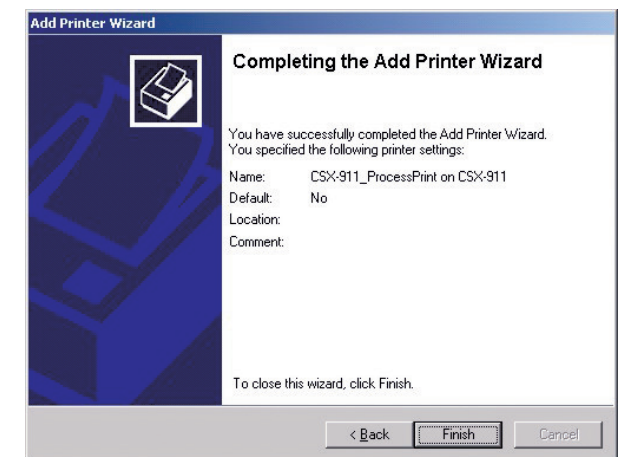 Add Printer Wizard
Completing the Add Printer Wizard
You have successfully completed the Add Printer Wizard.
You specified the following printer settings:
Name: CSX-911_ProcessPrint on CSX-911
Default: No
Location:
Comment:
To close this wizard, click Finish.
< Back Finish Cancel